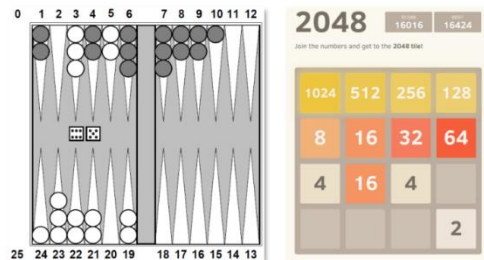 0 1 2 3 4 5 6 7 8 9 10 11 12
25 24 23 22 21 20 19 18 17 16 15 14 13
2048
SCORE
16016
BEST
16424
Join the numbers and get to the 2048 tile!
1024 512 256 128
8 16 32 64
4 16 4
2